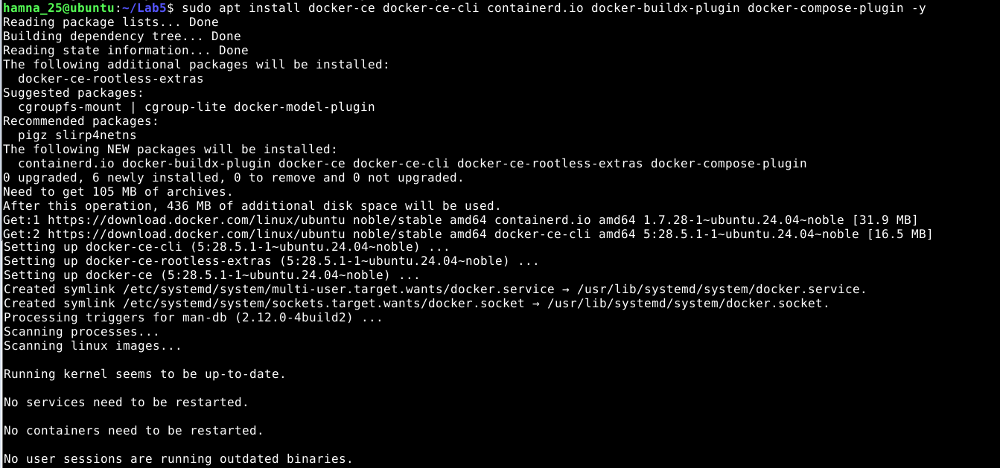 hamna_25@ubuntu:~/Lab5$ sudo apt install docker-ce docker-ce-cli containerd.io docker-buildx-plugin docker-compose-plugin -y
Reading package lists... Done
Building dependency tree... Done
Reading state information... Done
The following additional packages will be installed:
  docker-ce-rootless-extras
Suggested packages:
  cgroupfs-mount | cgroup-lite docker-model-plugin
Recommended packages:
  pigz slirp4netns
The following NEW packages will be installed:
  containerd.io docker-buildx-plugin docker-ce docker-ce-cli docker-ce-rootless-extras docker-compose-plugin
0 upgraded, 6 newly installed, 0 to remove and 0 not upgraded.
Need to get 105 MB of archives.
After this operation, 436 MB of additional disk space will be used.
Get:1 https://download.docker.com/linux/ubuntu noble/stable amd64 containerd.io amd64 1.7.28-1~ubuntu.24.04~noble [31.9 MB]
Get:2 https://download.docker.com/linux/ubuntu noble/stable amd64 docker-ce-cli amd64 5:28.5.1-1~ubuntu.24.04~noble [16.5 MB]
Setting up docker-ce-cli (5:28.5.1-1~ubuntu.24.04~noble) ...
Setting up docker-ce-rootless-extras (5:28.5.1-1~ubuntu.24.04~noble) ...
Setting up docker-ce (5:28.5.1-1~ubuntu.24.04~noble) ...
Created symlink /etc/systemd/system/multi-user.target.wants/docker.service → /usr/lib/systemd/system/docker.service.
Created symlink /etc/systemd/system/sockets.target.wants/docker.socket → /usr/lib/systemd/system/docker.socket.
Processing triggers for man-db (2.12.0-4build2) ...
Scanning processes...
Scanning linux images...

Running kernel seems to be up-to-date.

No services need to be restarted.

No containers need to be restarted.

No user sessions are running outdated binaries.